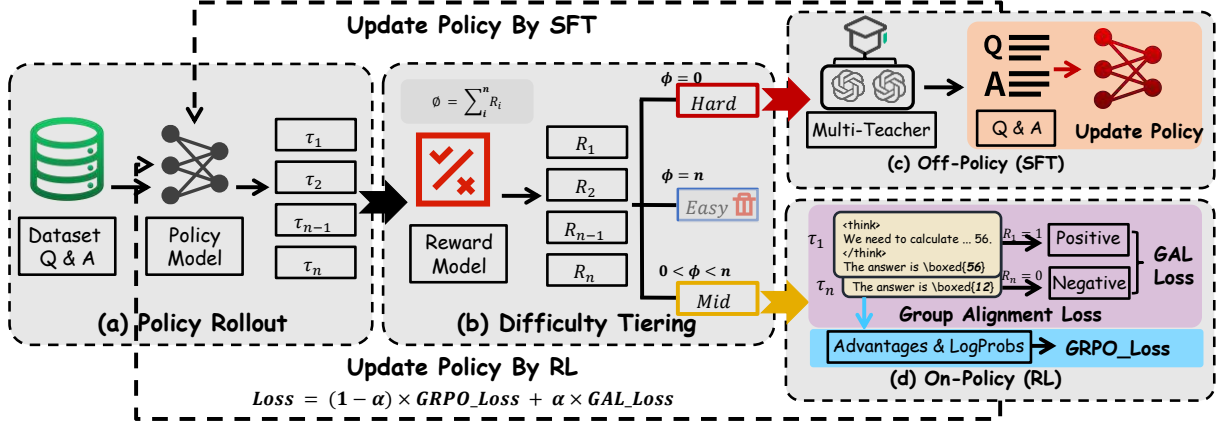 Update Policy By SFT
τ₁
τ₂
τₙ₋₁
τₙ
Dataset
Q & A
Policy
Model
(a) Policy Rollout
∅ = ∑ᵢⁿ Rᵢ
Reward
Model
R₁
R₂
Rₙ₋₁
Rₙ
ϕ = 0
Hard
ϕ = n
Easy
0 < ϕ < n
Mid
(b) Difficulty Tiering
Multi-Teacher
Q
A
Q & A
Update Policy
(c) Off-Policy (SFT)
τ₁
<think>
We need to calculate ... 56.
</think>
The answer is \boxed{56}
τₙ
The answer is \boxed{12}
R₁ = 1
Positive
Rₙ = 0
Negative
GAL
Loss
Group Alignment Loss
Advantages & LogProbs
GRPO_Loss
(d) On-Policy (RL)
Update Policy By RL
Loss = (1 − α) × GRPO_Loss + α × GAL_Loss